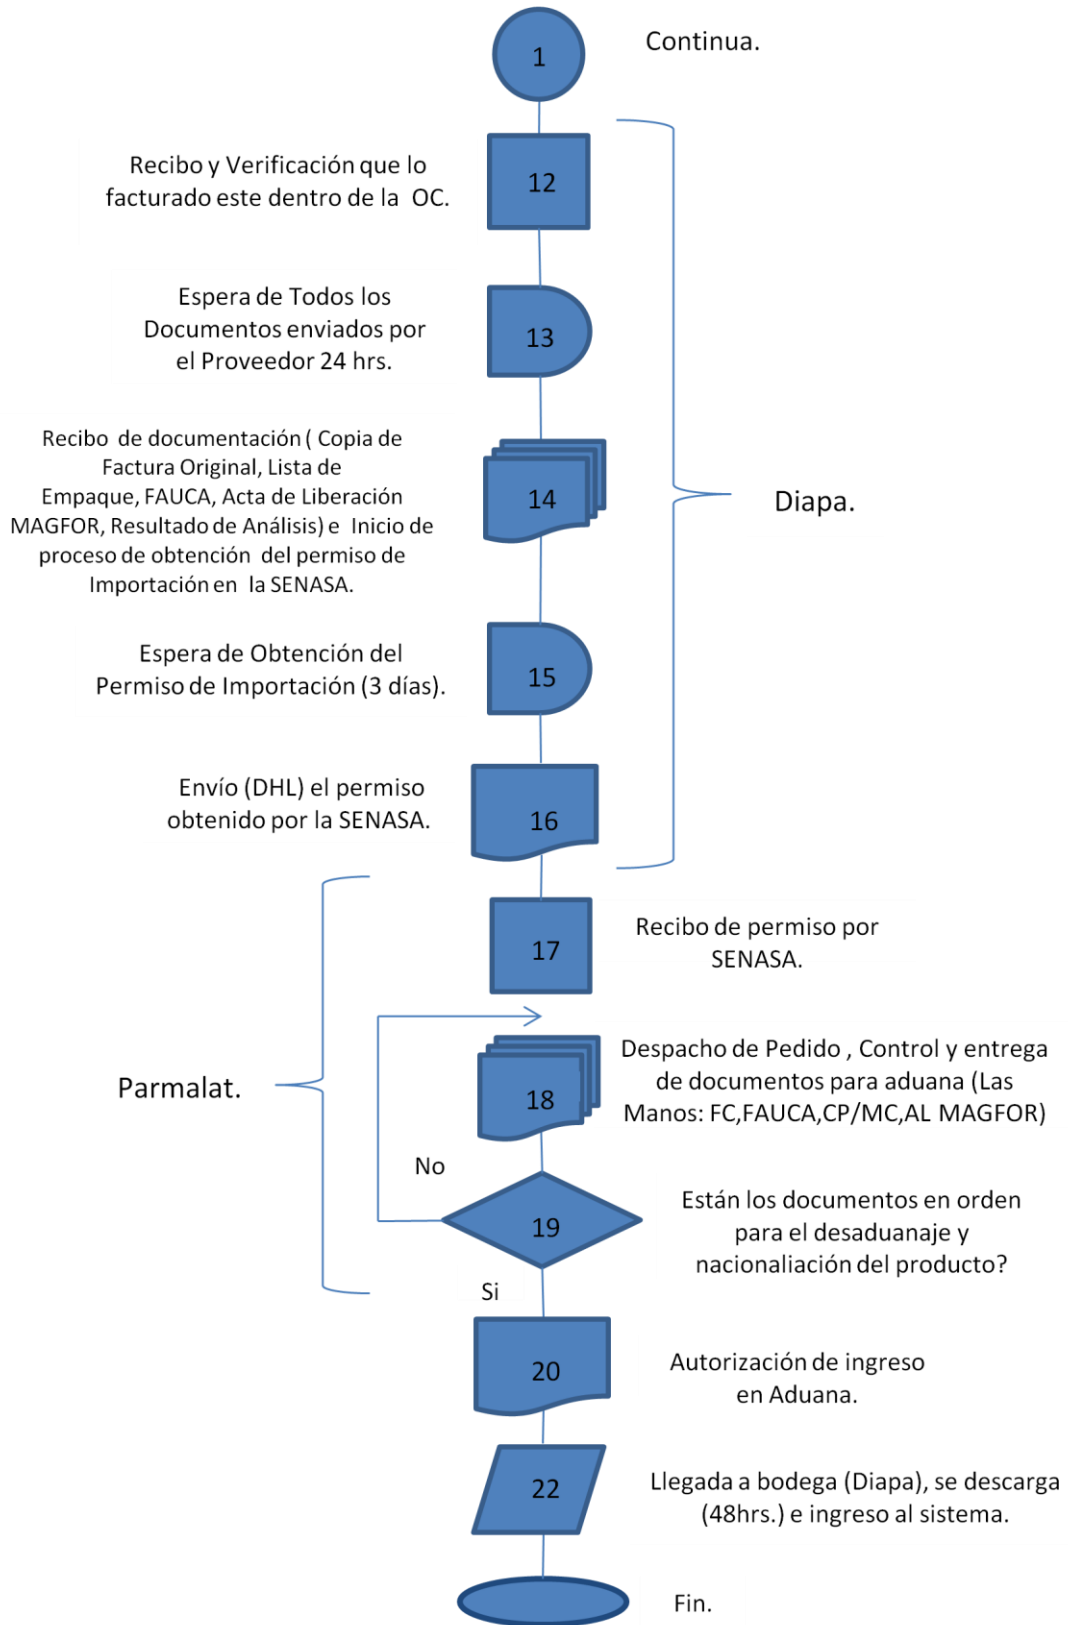 1
Continua.
Recibo y Verificación que lo
facturado este dentro de la OC.
12
Espera de Todos los
Documentos enviados por
el Proveedor 24 hrs.
13
Recibo de documentación ( Copia de
Factura Original, Lista de
Empaque, FAUCA, Acta de Liberación
MAGFOR, Resultado de Análisis) e Inicio de
proceso de obtención del permiso de
Importación en la SENASA.
14
Diapa.
Espera de Obtención del
Permiso de Importación (3 días).
15
Envío (DHL) el permiso
obtenido por la SENASA.
16
17
Recibo de permiso por
SENASA.
Parmalat.
18
Despacho de Pedido , Control y entrega
de documentos para aduana (Las
Manos: FC,FAUCA,CP/MC,AL MAGFOR)
No
19
Están los documentos en orden
para el desaduanaje y
nacionaliación del producto?
Si
20
Autorización de ingreso
en Aduana.
22
Llegada a bodega (Diapa), se descarga
(48hrs.) e ingreso al sistema.
Fin.